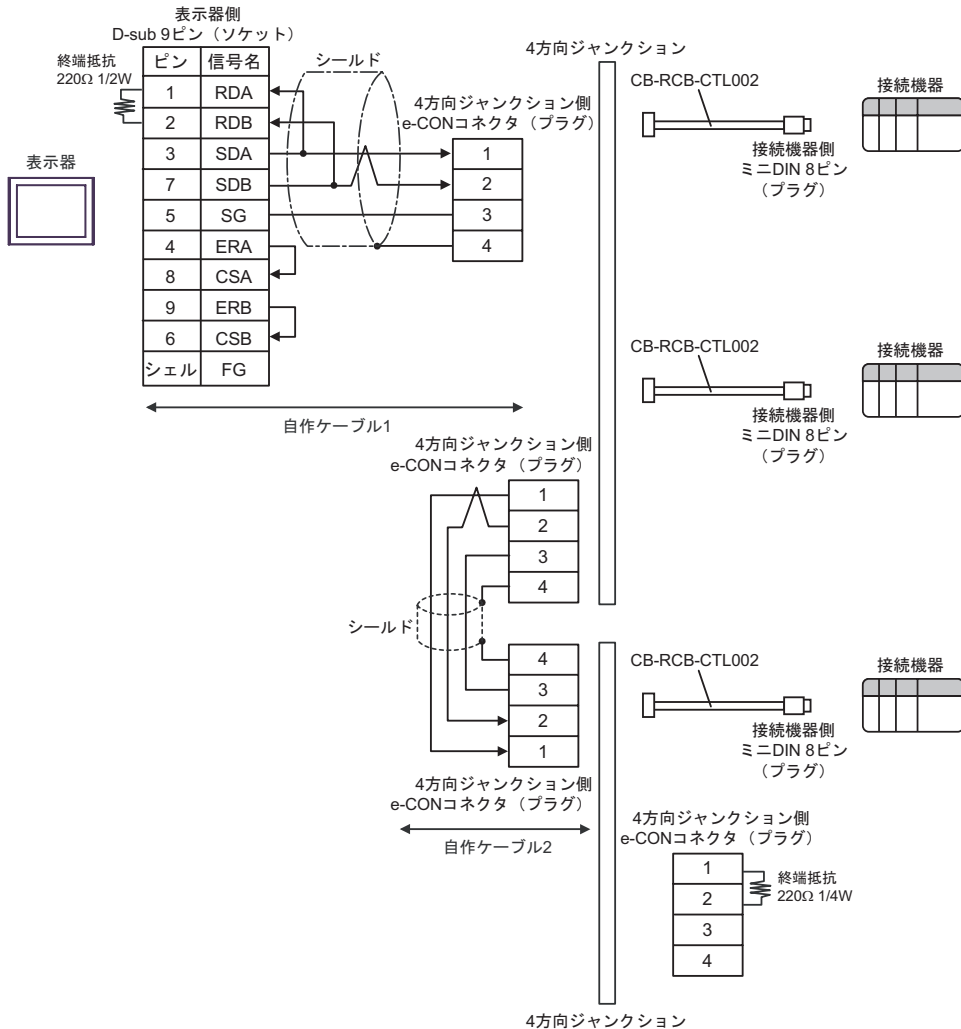 表示器側
D-sub 9ピン（ソケット）
終端抵抗
220Ω 1/2W
ピン 信号名
1 RDA
2 RDB
3 SDA
7 SDB
5 SG
4 ERA
8 CSA
9 ERB
6 CSB
シェル FG
表示器
シールド
4方向ジャンクション側
e-CONコネクタ（プラグ）
1
2
3
4
自作ケーブル1
4方向ジャンクション
CB-RCB-CTL002
接続機器側
ミニDIN 8ピン
（プラグ）
接続機器
CB-RCB-CTL002
接続機器側
ミニDIN 8ピン
（プラグ）
接続機器
4方向ジャンクション側
e-CONコネクタ（プラグ）
1
2
3
4
シールド
4
3
2
1
4方向ジャンクション側
e-CONコネクタ（プラグ）
自作ケーブル2
CB-RCB-CTL002
接続機器側
ミニDIN 8ピン
（プラグ）
接続機器
4方向ジャンクション側
e-CONコネクタ（プラグ）
1
2
3
4
終端抵抗
220Ω 1/4W
4方向ジャンクション